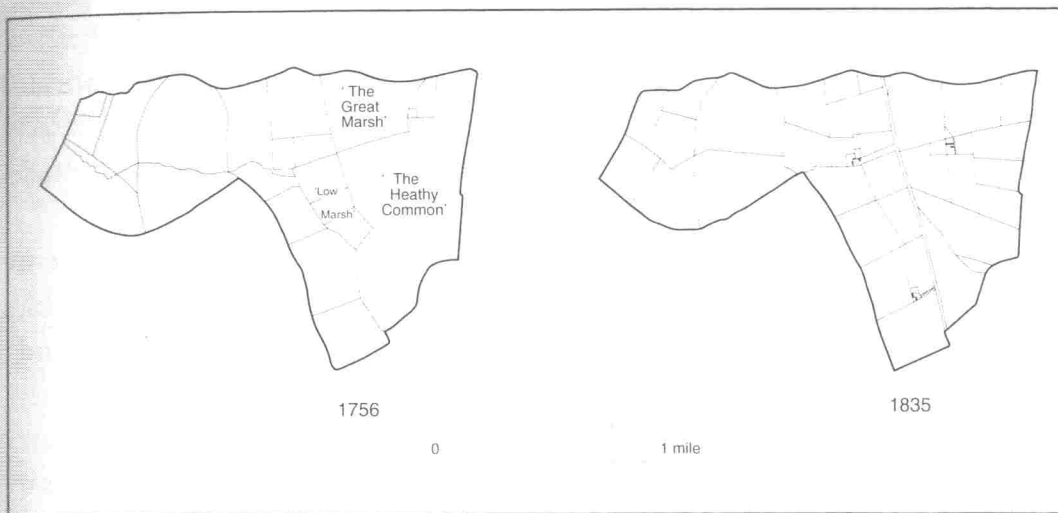 ' The
Great
Marsh'
' The
Heathy
Common'
'Low
Marsh'
1756
1835
0
1 mile